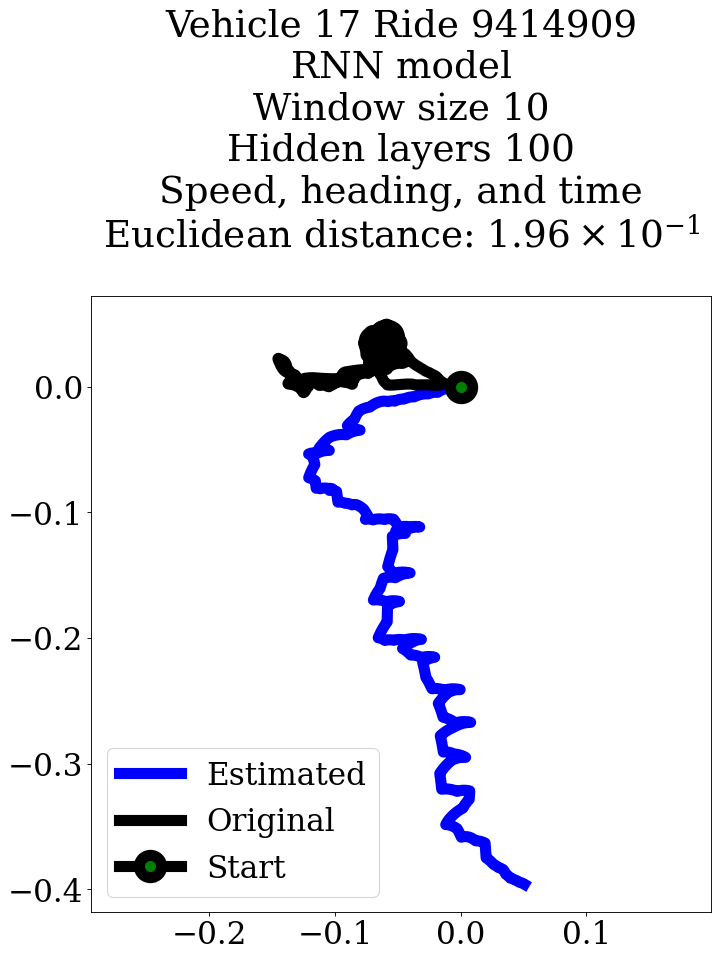 Vehicle 17 Ride 9414909
RNN model
Window size 10
Hidden layers 100
Speed, heading, and time
Euclidean distance: 1.96 × 10⁻¹
0.0
−0.1
−0.2
−0.3
−0.4
Estimated
Original
Start
−0.2 −0.1 0.0 0.1